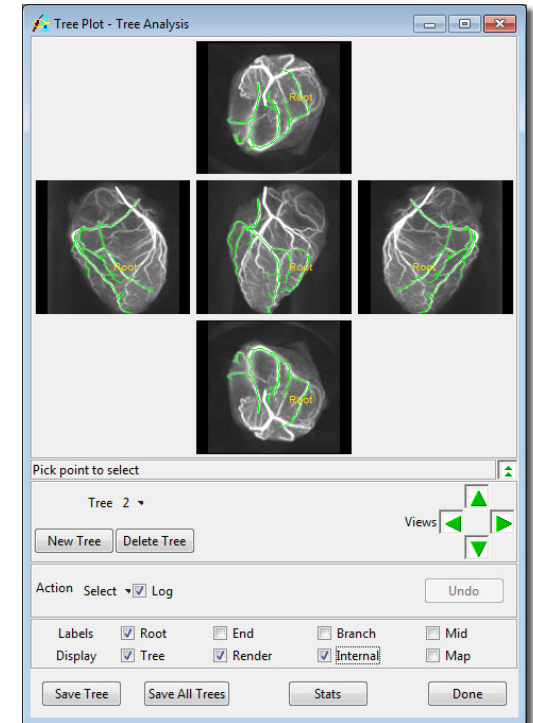 Tree Plot - Tree Analysis
Root
Root
Root
Root
Root
Pick point to select
Tree 2
Views
New Tree Delete Tree
Action Select Log
Undo
Labels Root End Branch Mid
Display Tree Render Internal Map
Save Tree Save All Trees Stats Done